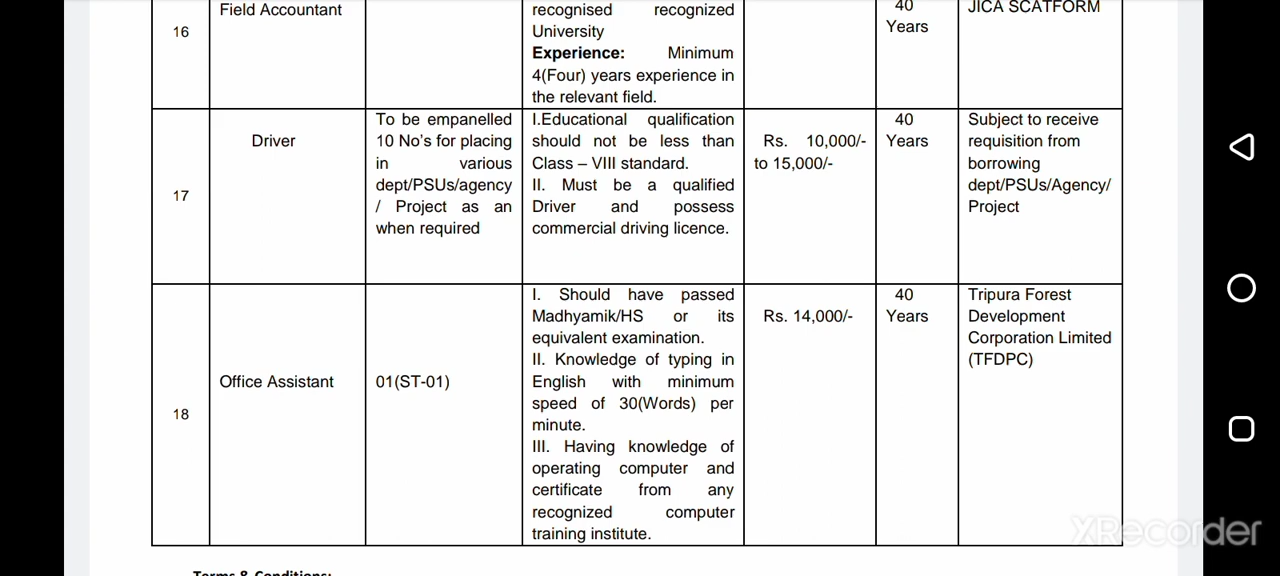 Field Accountant
recognised recognized
40
JICA SCATFORM
16
University
Years
Experience: Minimum
4(Four) years experience in
the relevant field.
17
Driver
To be empanelled
10 No's for placing
in various
dept/PSUs/agency
/ Project as an
when required
I.Educational qualification
should not be less than
Class – VIII standard.
II. Must be a qualified
Driver and possess
commercial driving licence.
Rs. 10,000/-
to 15,000/-
40
Years
Subject to receive
requisition from
borrowing
dept/PSUs/Agency/
Project
18
Office Assistant
01(ST-01)
I. Should have passed
Madhyamik/HS or its
equivalent examination.
II. Knowledge of typing in
English with minimum
speed of 30(Words) per
minute.
III. Having knowledge of
operating computer and
certificate from any
recognized computer
training institute.
Rs. 14,000/-
40
Years
Tripura Forest
Development
Corporation Limited
(TFDPC)
XRecorder
Terms & Conditions: